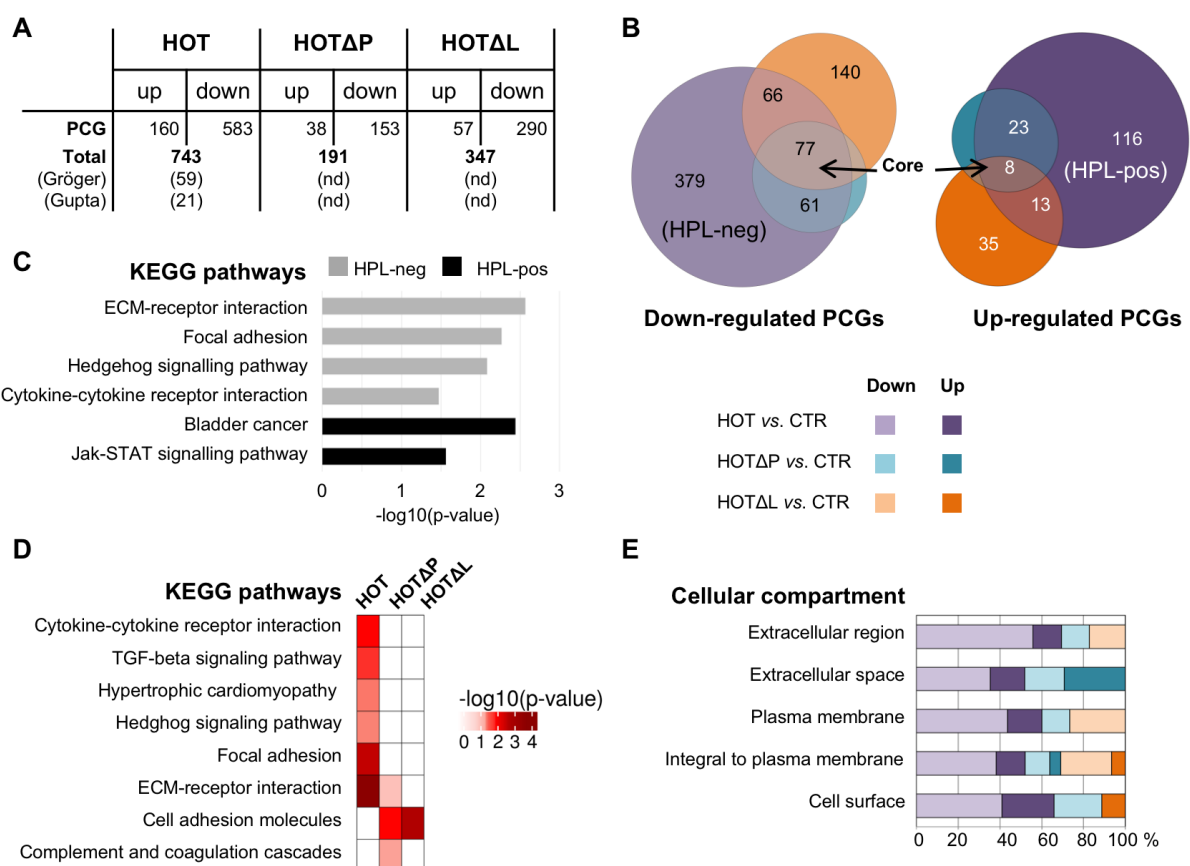 A
HOT HOTΔP HOTΔL
up down up down up down
PCG 160 583 38 153 57 290
Total 743 191 347
(Gröger) (59) (nd) (nd)
(Gupta) (21) (nd) (nd)
B
140
66
77
379
61
(HPL-neg)
Core
23
116
8
(HPL-pos)
13
35
Down-regulated PCGs
Up-regulated PCGs
Down Up
HOT vs. CTR
HOTΔP vs. CTR
HOTΔL vs. CTR
C
KEGG pathways
HPL-neg HPL-pos
ECM-receptor interaction
Focal adhesion
Hedgehog signalling pathway
Cytokine-cytokine receptor interaction
Bladder cancer
Jak-STAT signalling pathway
0 1 2 3
-log10(p-value)
D
KEGG pathways
HOT
HOTΔP
HOTΔL
Cytokine-cytokine receptor interaction
TGF-beta signaling pathway
Hypertrophic cardiomyopathy
Hedghog signaling pathway
Focal adhesion
ECM-receptor interaction
Cell adhesion molecules
Complement and coagulation cascades
-log10(p-value)
0 1 2 3 4
E
Cellular compartment
Extracellular region
Extracellular space
Plasma membrane
Integral to plasma membrane
Cell surface
0 20 40 60 80 100 %